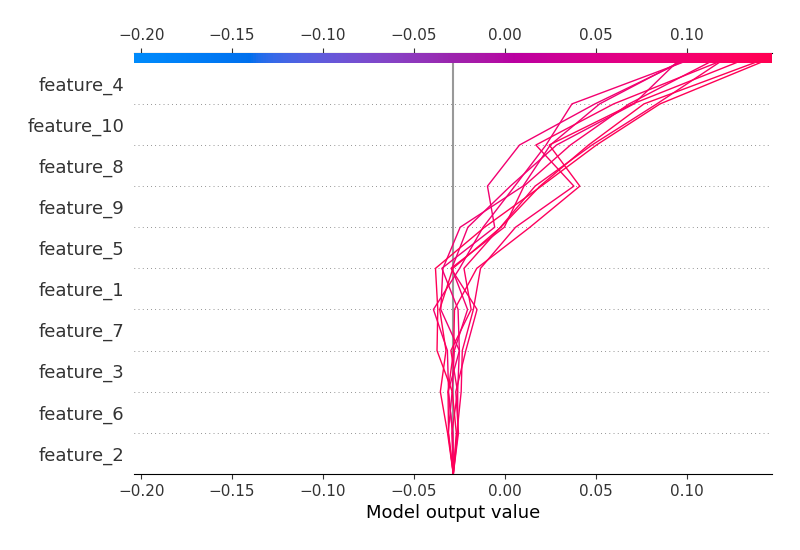 −0.20 −0.15 −0.10 −0.05 0.00 0.05 0.10
feature_4
feature_10
feature_8
feature_9
feature_5
feature_1
feature_7
feature_3
feature_6
feature_2
−0.20 −0.15 −0.10 −0.05 0.00 0.05 0.10
Model output value